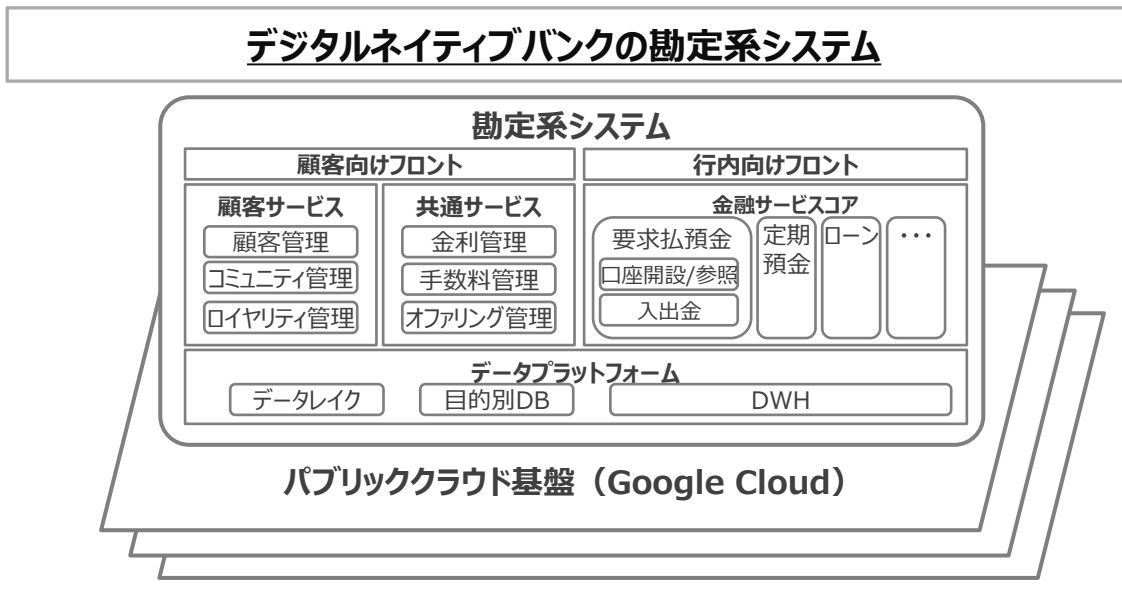 デジタルネイティブバンクの勘定系システム
勘定系システム
顧客向けフロント
行内向けフロント
顧客サービス
顧客管理
コミュニティ管理
ロイヤリティ管理
共通サービス
金利管理
手数料管理
オファリング管理
金融サービスコア
要求払預金
口座開設/参照
入出金
定期
預金
ローン
・・・
データプラットフォーム
データレイク
目的別DB
DWH
パブリッククラウド基盤（Google Cloud）